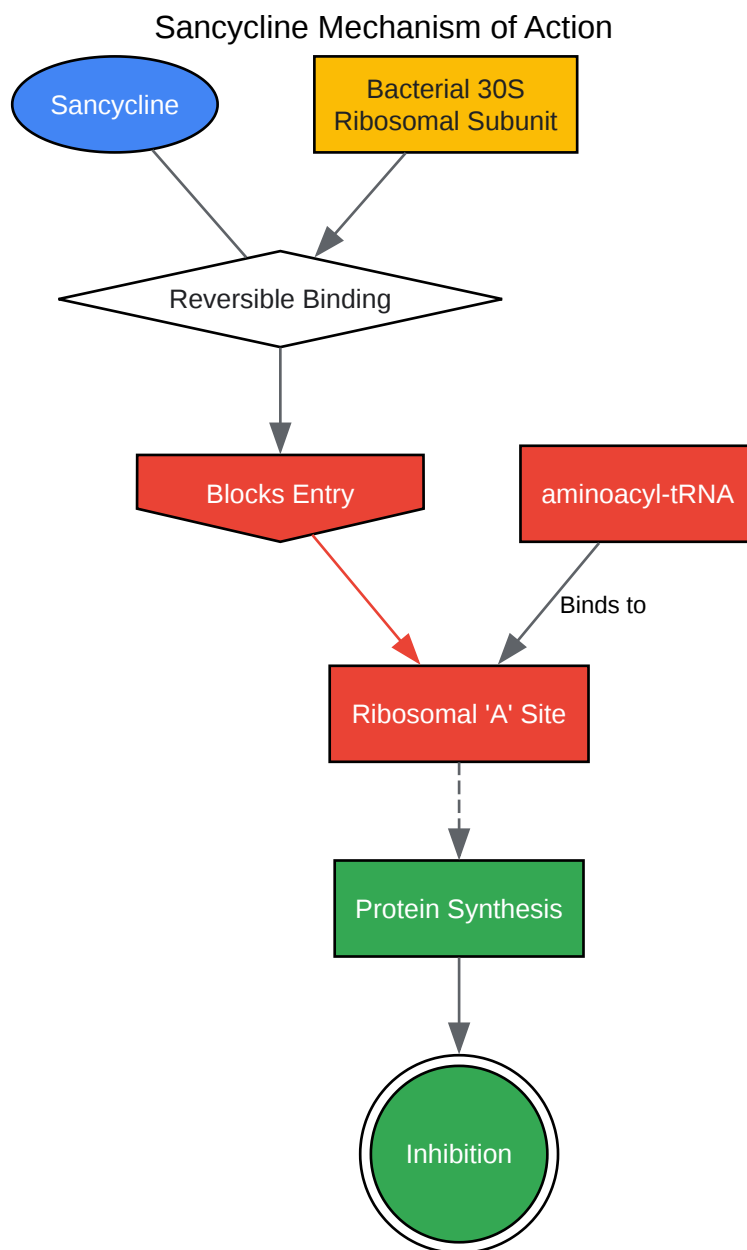 Sancycline Mechanism of Action
Sancycline
Bacterial 30S
Ribosomal Subunit
Reversible Binding
Blocks Entry
aminoacyl-tRNA
Binds to
Ribosomal 'A' Site
Protein Synthesis
Inhibition